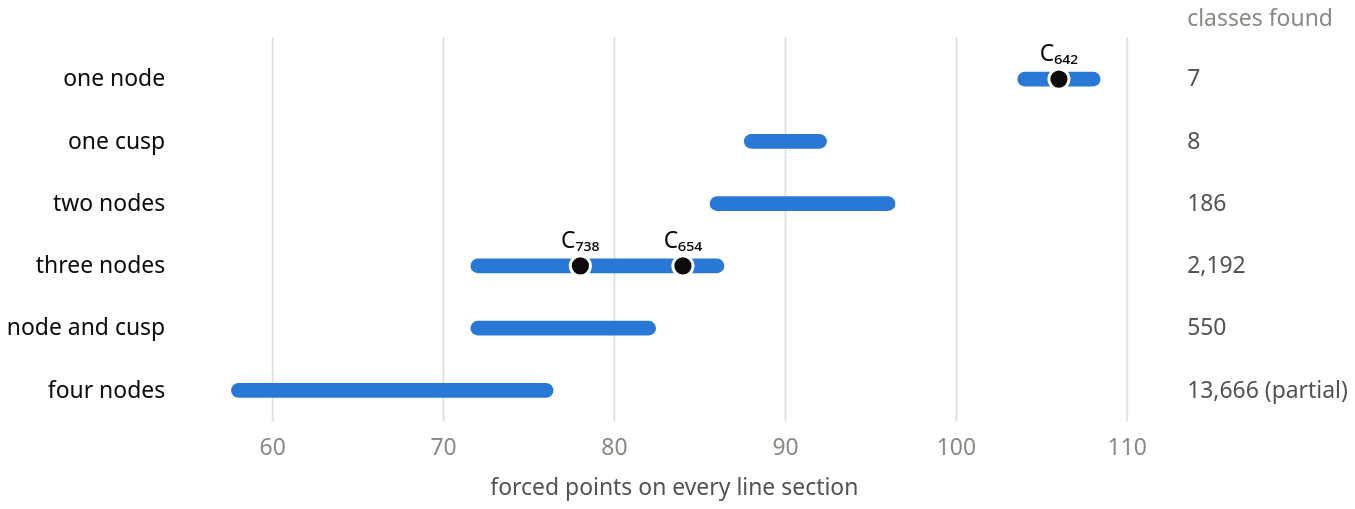 classes found
C₆₄₂
one node 7
one cusp 8
two nodes 186
C₇₃₈ C₆₅₄
three nodes 2,192
node and cusp 550
four nodes 13,666 (partial)
60 70 80 90 100 110
forced points on every line section